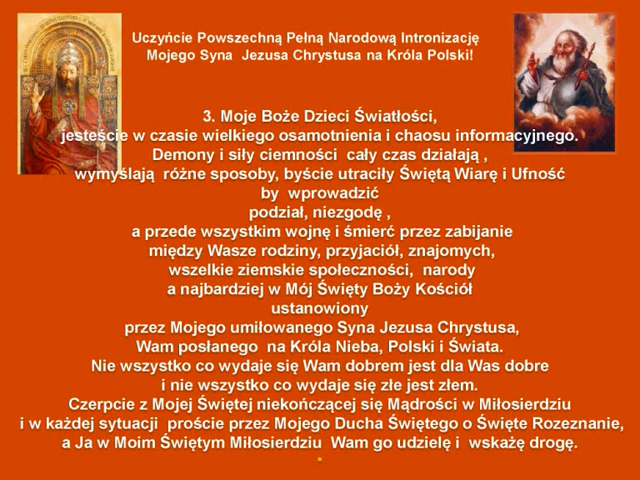 Uczyńcie Powszechną Pełną Narodową Intronizację
Mojego Syna Jezusa Chrystusa na Króla Polski!
3. Moje Boże Dzieci Światłości,
jesteście w czasie wielkiego osamotnienia i chaosu informacyjnego.
Demony i siły ciemności cały czas działają ,
wymyślają różne sposoby, byście utraciły Świętą Wiarę i Ufność
by wprowadzić
podział, niezgodę ,
a przede wszystkim wojnę i śmierć przez zabijanie
między Wasze rodziny, przyjaciół, znajomych,
wszelkie ziemskie społeczności, narody
a najbardziej w Mój Święty Boży Kościół
ustanowiony
przez Mojego umiłowanego Syna Jezusa Chrystusa,
Wam posłanego na Króla Nieba, Polski i Świata.
Nie wszystko co wydaje się Wam dobrem jest dla Was dobre
i nie wszystko co wydaje się złe jest złem.
Czerpcie z Mojej Świętej niekończącej się Mądrości w Miłosierdziu
i w każdej sytuacji proście przez Mojego Ducha Świętego o Święte Rozeznanie,
a Ja w Moim Świętym Miłosierdziu Wam go udzielę i wskażę drogę.